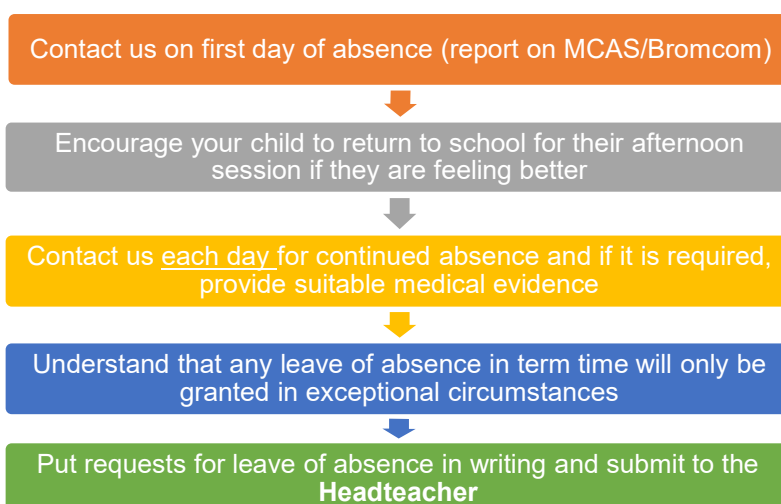 Contact us on first day of absence (report on MCAS/Bromcom)
Encourage your child to return to school for their afternoon
session if they are feeling better
Contact us each day for continued absence and if it is required,
provide suitable medical evidence
Understand that any leave of absence in term time will only be
granted in exceptional circumstances
Put requests for leave of absence in writing and submit to the
Headteacher